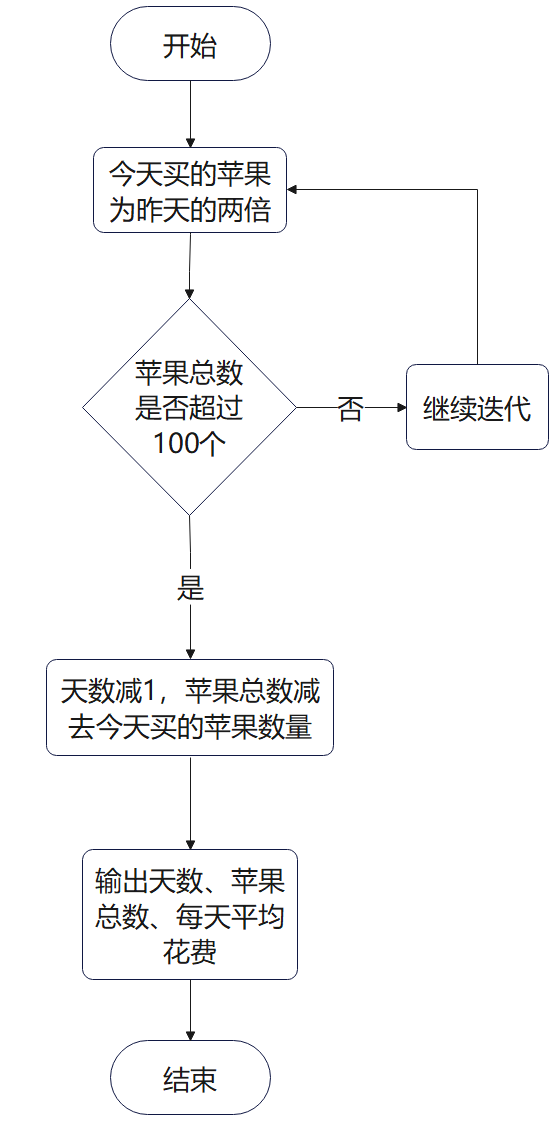 开始
今天买的苹果
为昨天的两倍
苹果总数
是否超过
100个
否
继续迭代
是
天数减1，苹果总数减
去今天买的苹果数量
输出天数、苹果
总数、每天平均
花费
结束